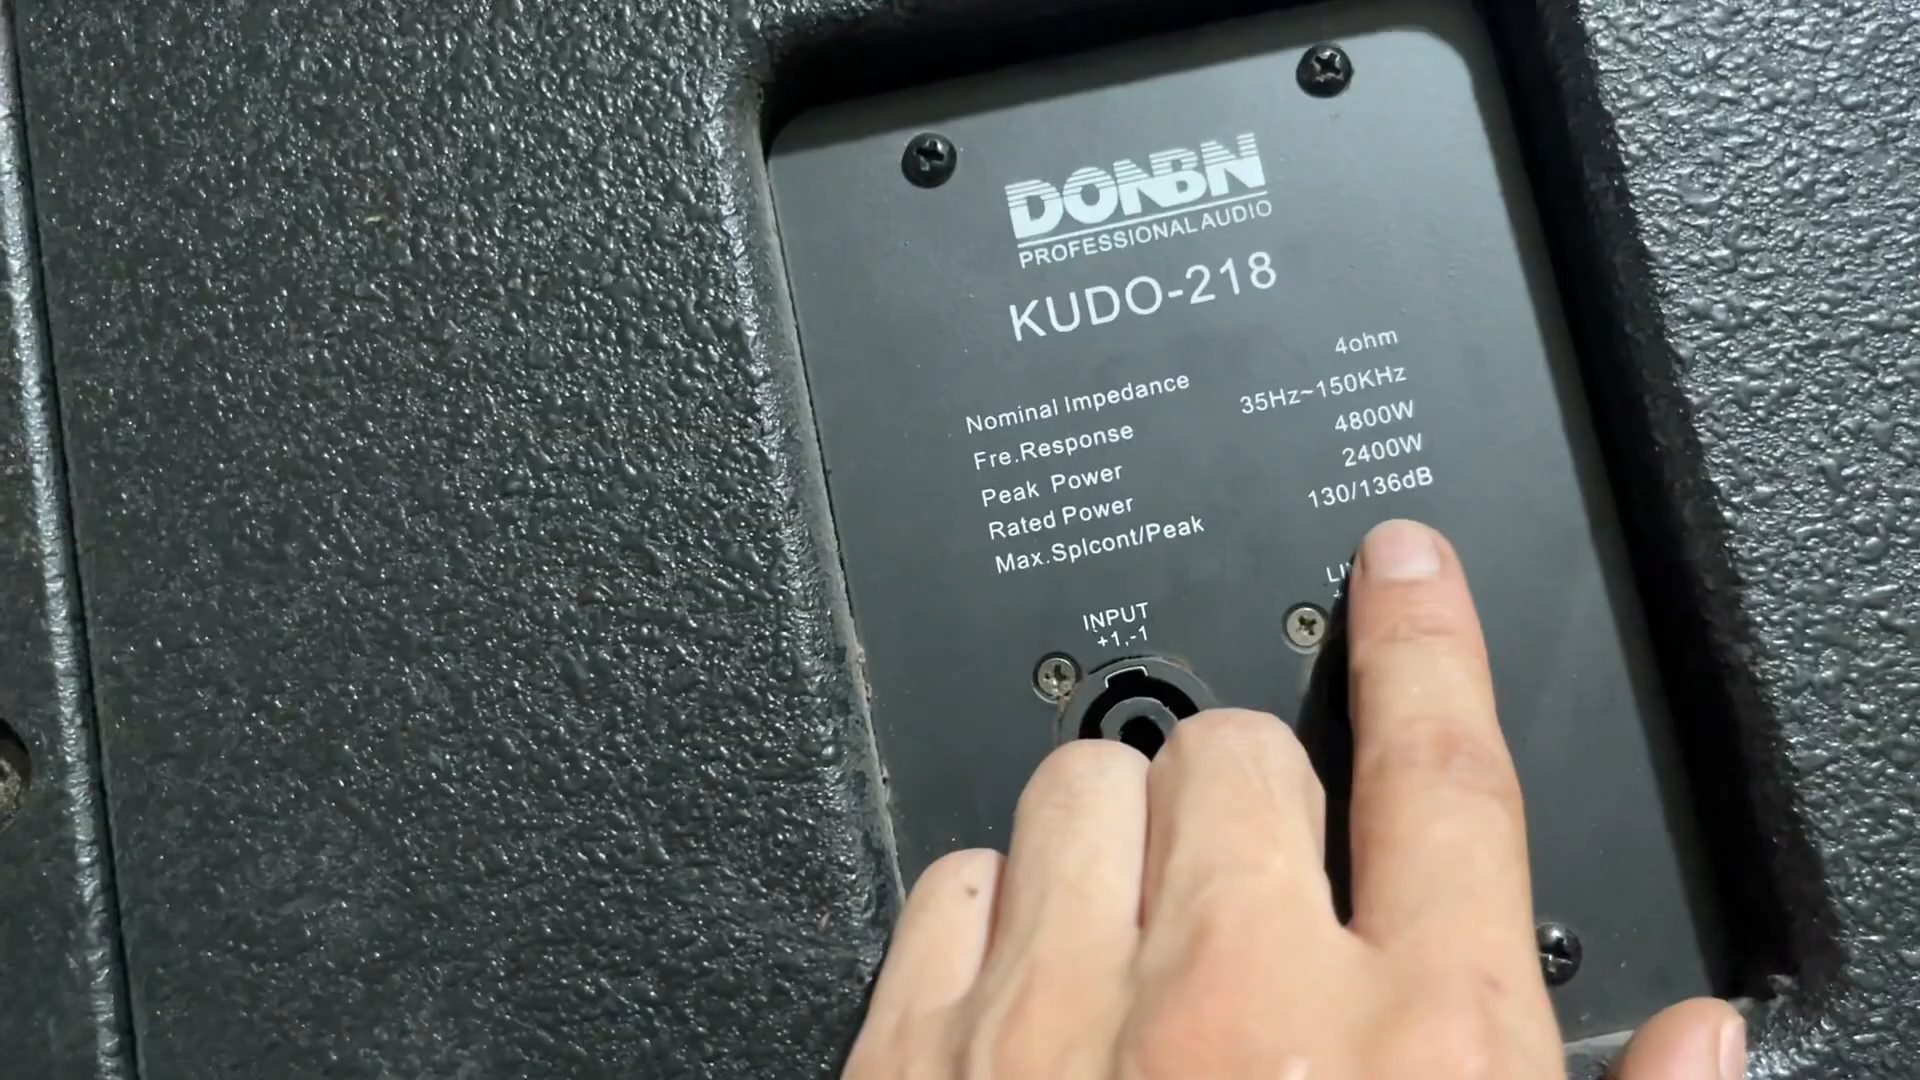 DONBN
PROFESSIONAL AUDIO
KUDO-218
Nominal Impedance 4ohm
Fre.Response 35Hz~150KHz
Peak Power 4800W
Rated Power 2400W
Max.Splcont/Peak 130/136dB
INPUT
+1,-1